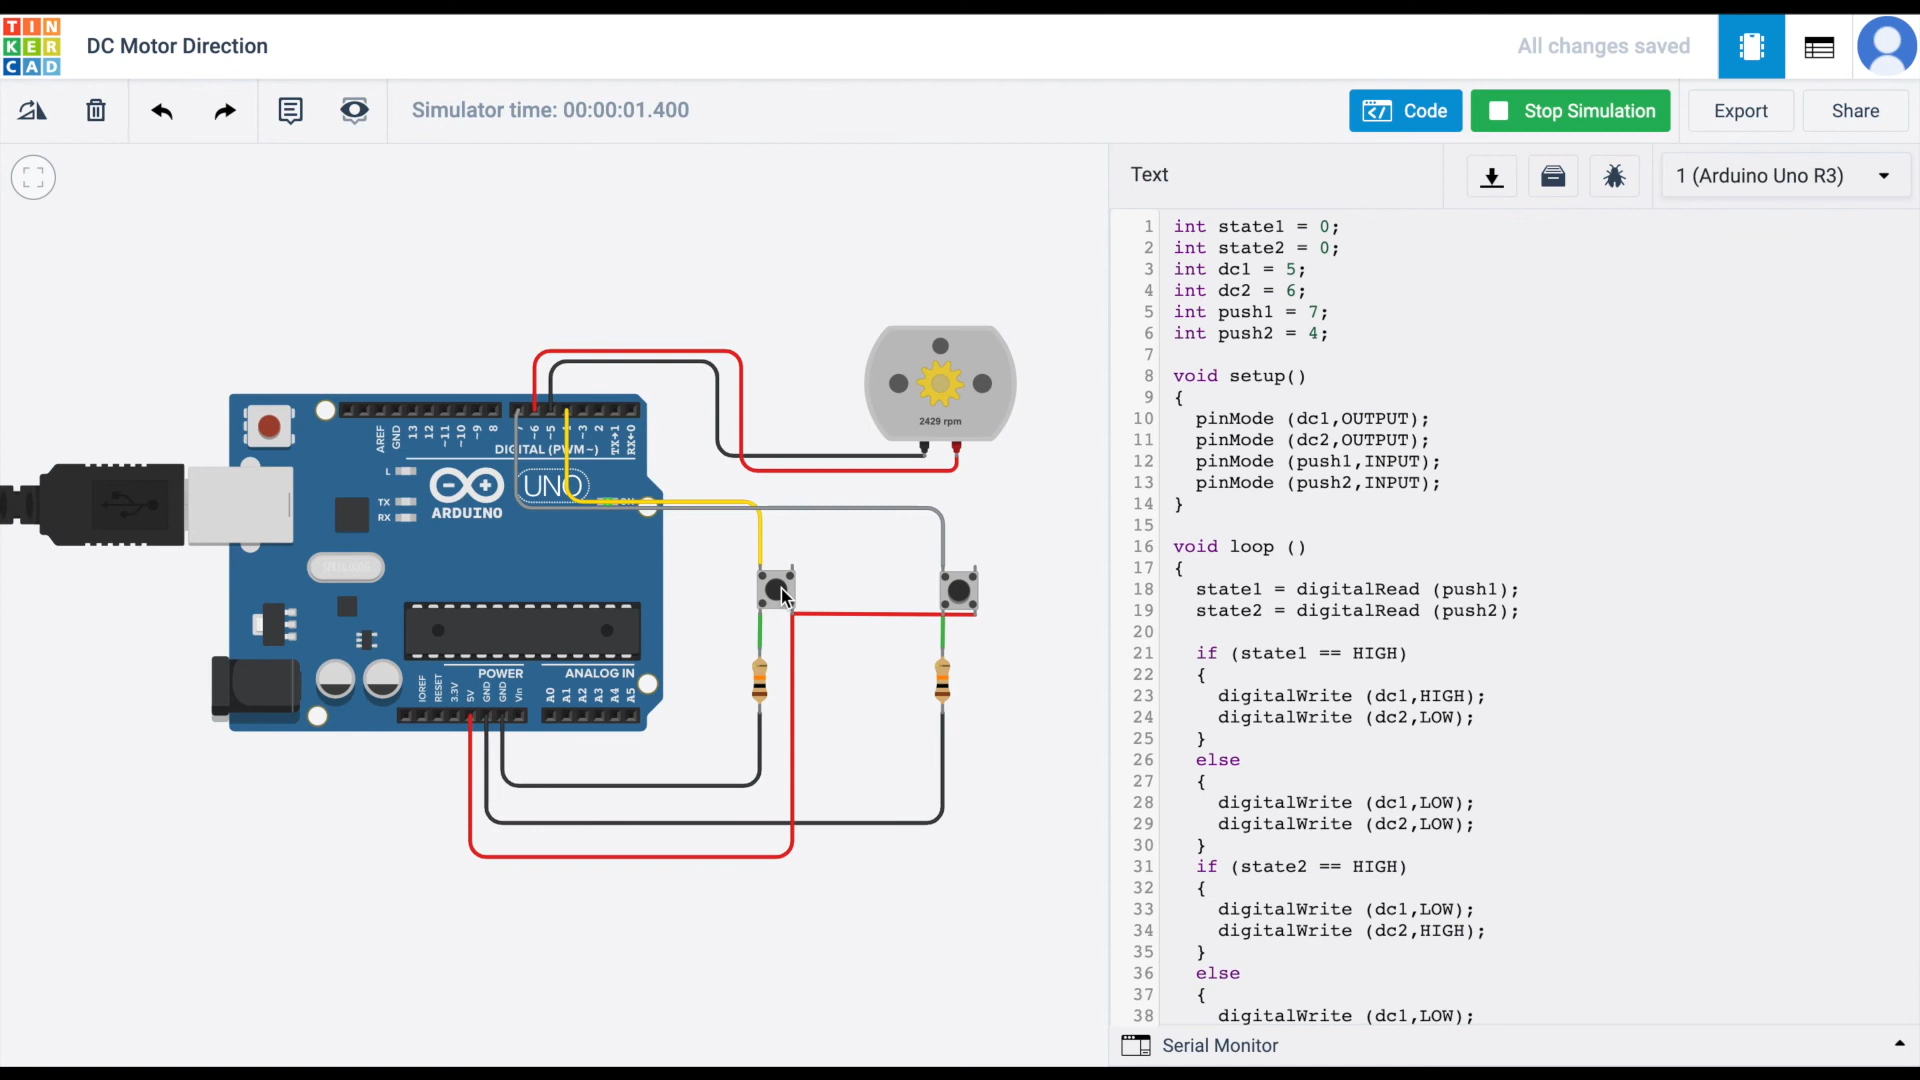 TINKERCAD
DC Motor Direction
All changes saved
Simulator time: 00:00:01.400
Code
Stop Simulation
Export
Share
Text
1 (Arduino Uno R3)
1 int state1 = 0;
2 int state2 = 0;
3 int dc1 = 5;
4 int dc2 = 6;
5 int push1 = 7;
6 int push2 = 4;
7
8 void setup()
9 {
10 pinMode (dc1,OUTPUT);
11 pinMode (dc2,OUTPUT);
12 pinMode (push1,INPUT);
13 pinMode (push2,INPUT);
14 }
15
16 void loop ()
17 {
18 state1 = digitalRead (push1);
19 state2 = digitalRead (push2);
20
21 if (state1 == HIGH)
22 {
23 digitalWrite (dc1,HIGH);
24 digitalWrite (dc2,LOW);
25 }
26 else
27 {
28 digitalWrite (dc1,LOW);
29 digitalWrite (dc2,LOW);
30 }
31 if (state2 == HIGH)
32 {
33 digitalWrite (dc1,LOW);
34 digitalWrite (dc2,HIGH);
35 }
36 else
37 {
38 digitalWrite (dc1,LOW);
Serial Monitor
2429 rpm
AREF
GND
13
12
~11
~10
~9
8
~6
~5
~3
2
TX→1
RX←0
DIGITAL (PWM~)
L
TX
RX
UNO
ARDUINO
POWER
ANALOG IN
IOREF
RESET
3.3V
5V
GND
GND
Vin
A0
A1
A2
A3
A4
A5